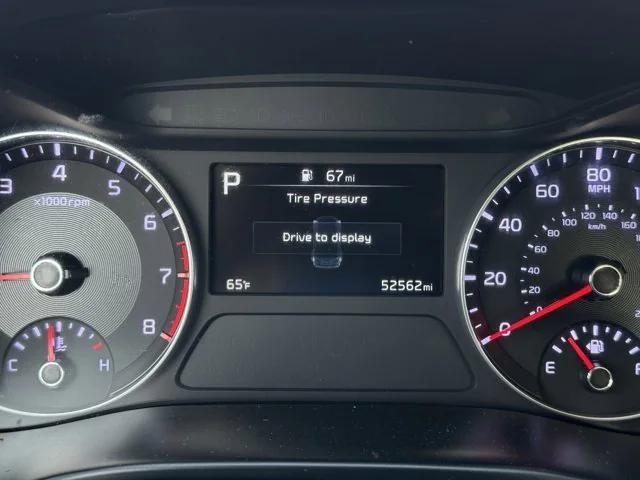 P 67 mi
Tire Pressure
Drive to display
65°F 52562 mi
3 4 5 6 7 8
x1000rpm
C H
0 20 40 60 80
MPH
0 20 40 60 80 100 120 140 160
km/h
E